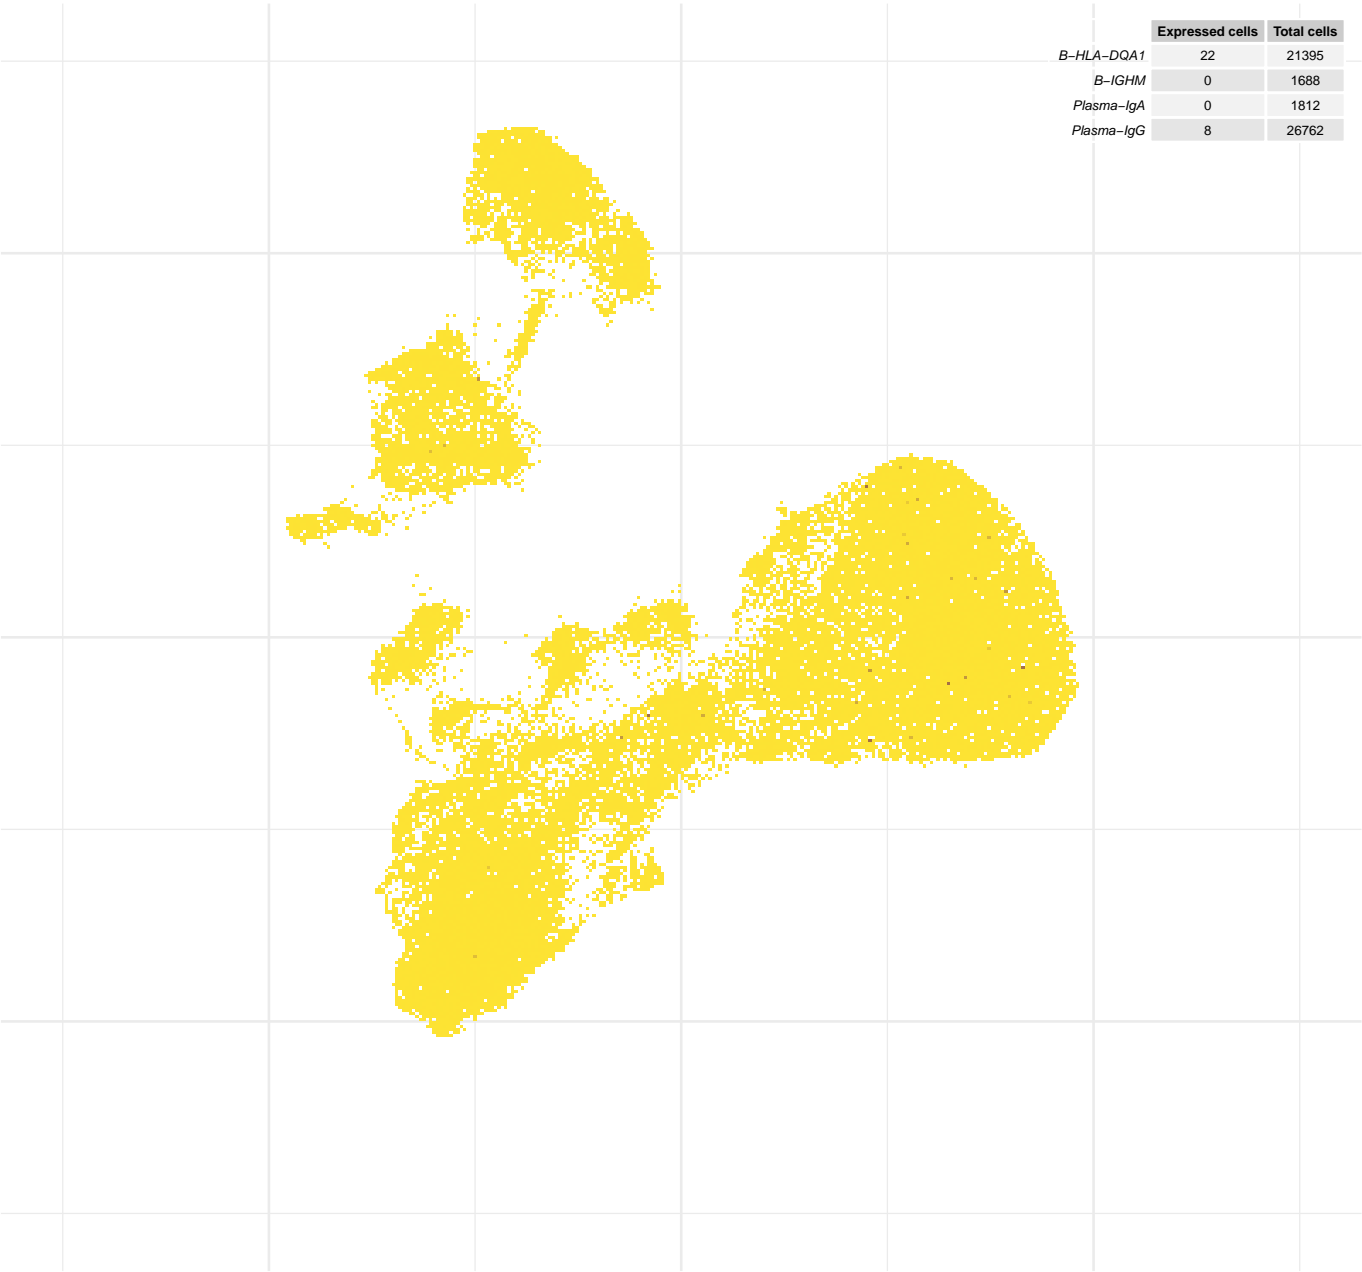 Expressed cells Total cells
B−HLA−DQA1 22 21395
B−IGHM 0 1688
Plasma−IgA 0 1812
Plasma−IgG 8 26762